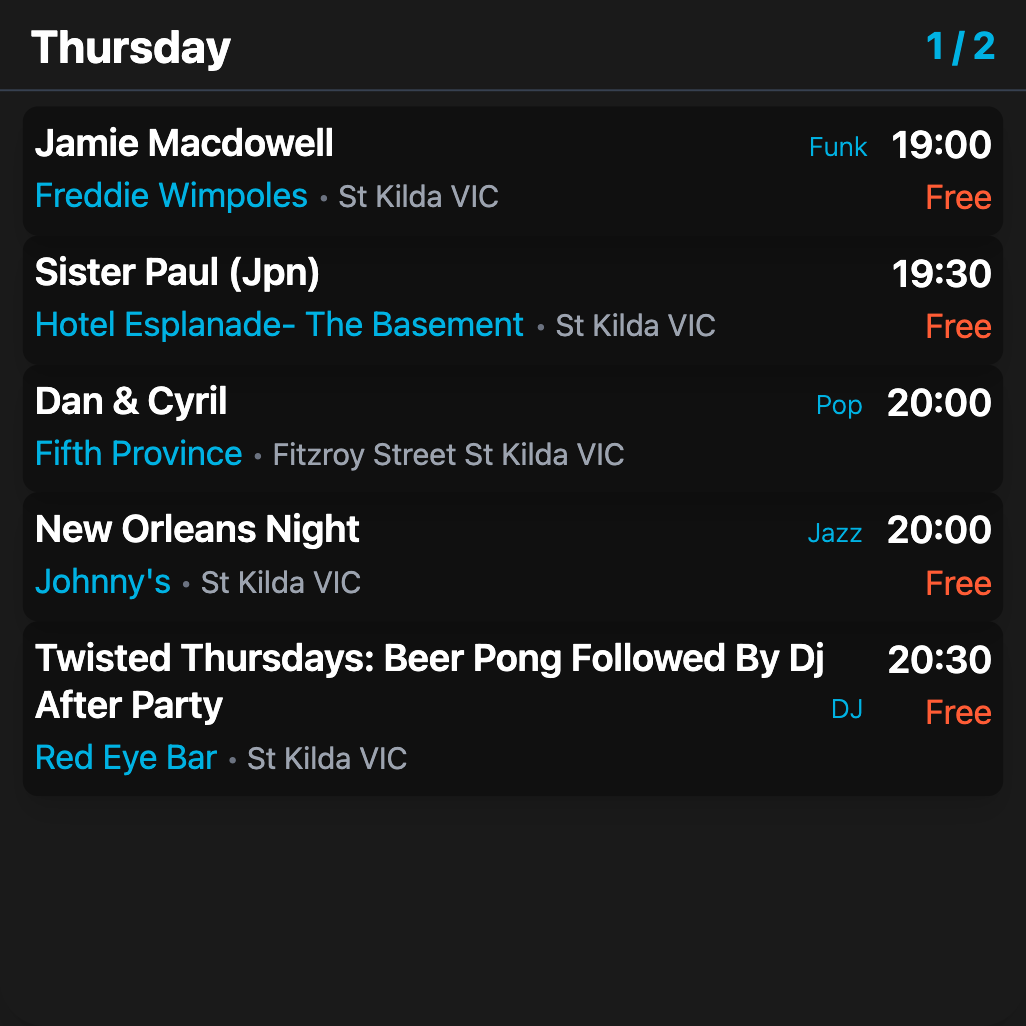 Thursday 1 / 2
Jamie Macdowell Funk 19:00
Freddie Wimpoles • St Kilda VIC Free
Sister Paul (Jpn) 19:30
Hotel Esplanade- The Basement • St Kilda VIC Free
Dan & Cyril Pop 20:00
Fifth Province • Fitzroy Street St Kilda VIC
New Orleans Night Jazz 20:00
Johnny's • St Kilda VIC Free
Twisted Thursdays: Beer Pong Followed By Dj 20:30
After Party DJ Free
Red Eye Bar • St Kilda VIC